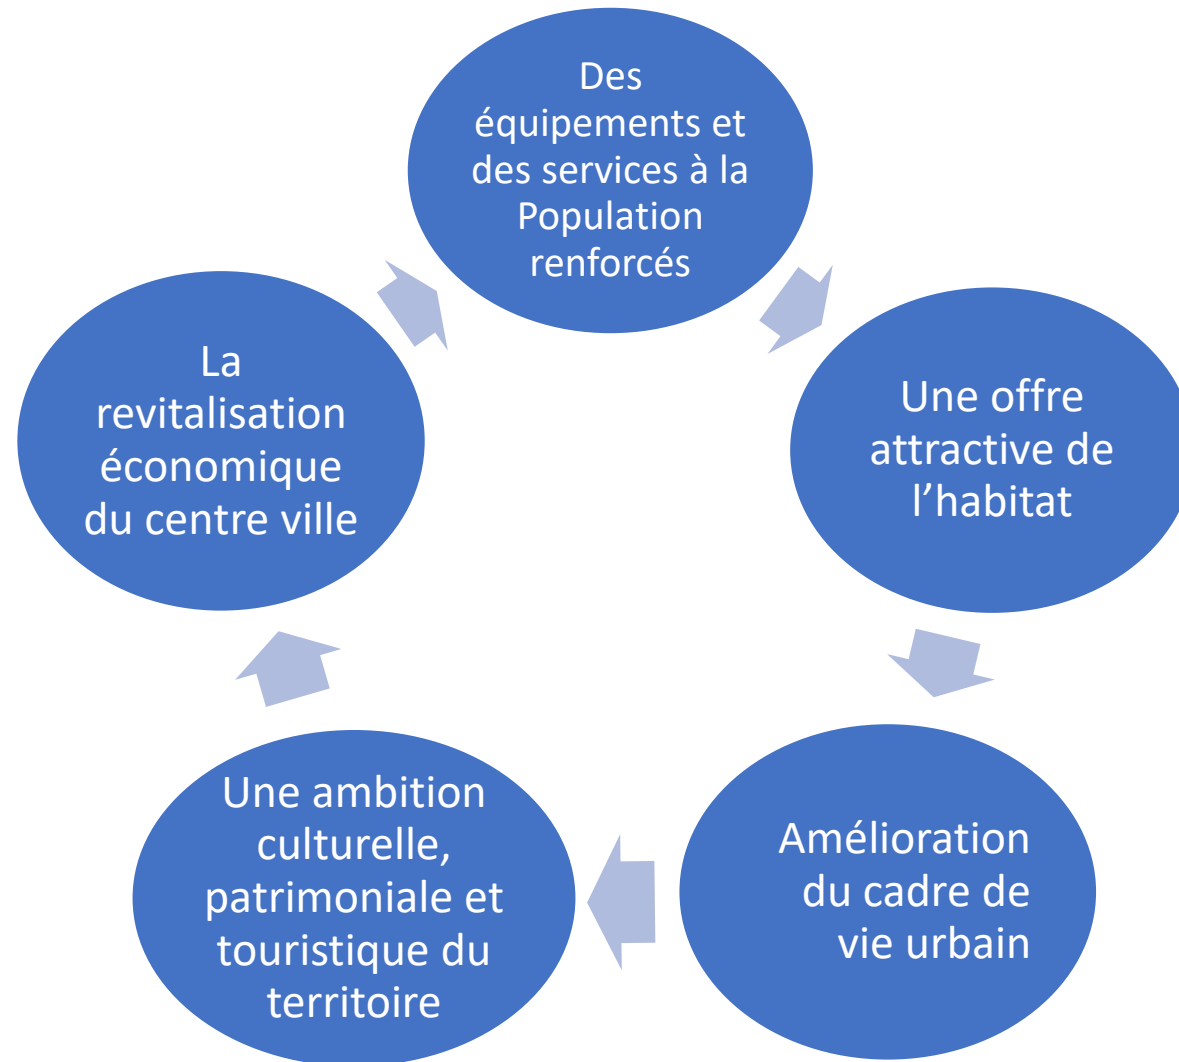 Des
équipements et
des services à la
Population
renforcés
Une offre
attractive de
l’habitat
Amélioration
du cadre de
vie urbain
Une ambition
culturelle,
patrimoniale et
touristique du
territoire
La
revitalisation
économique
du centre ville